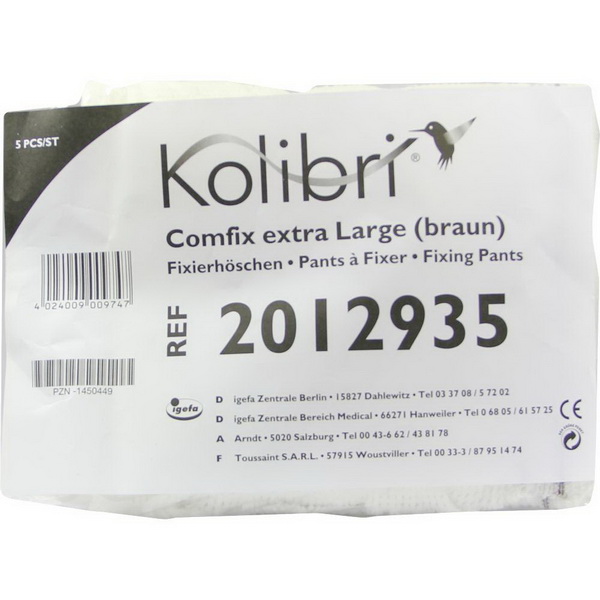 5 PCS/ST
Kolibri®
Comfix extra Large (braun)
Fixierhöschen • Pants à Fixer • Fixing Pants
REF 2012935
4 024009 009747
PZN -1450449
igefa
D igefa Zentrale Berlin • 15827 Dahlewitz • Tel 03 37 08 / 5 72 02
D igefa Zentrale Bereich Medical • 66271 Hanweiler • Tel 0 68 05 / 61 57 25
A Arndt • 5020 Salzburg • Tel 00 43-6 62 / 43 81 78
F Toussaint S.A.R.L. • 57915 Woustviller • Tel 00 33-3 / 87 95 14 74
CE